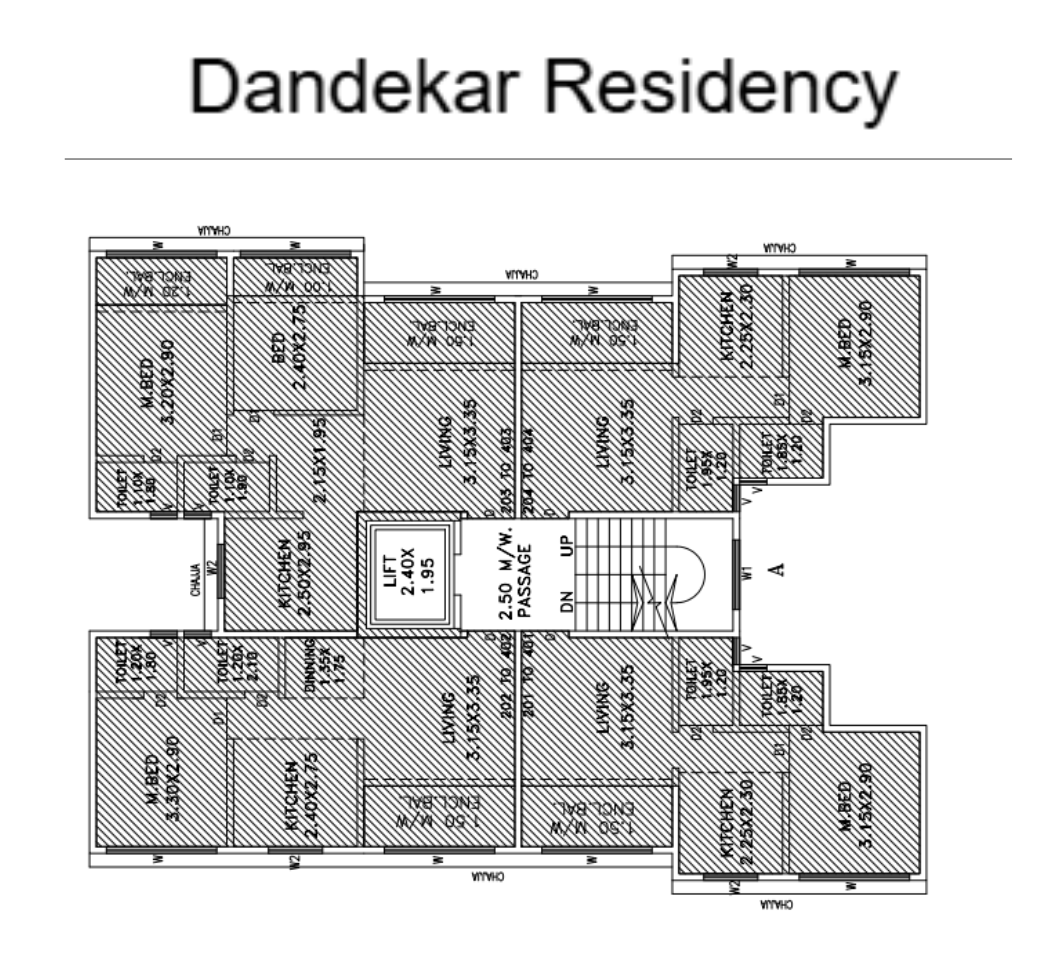 Dandekar Residency
CHAJJA
W
W
ENCL.BAL.
1.20 M/W
ENCL.BAL
1.00 M/W
M.BED
3.20X2.90
BED
2.40X2.75
D1
D1
D2
TOILET
1.10X
TOILET
1.10X
1.90
V
V
2.15X1.95
CHAJJA
W
W
ENCL.BAL
1.50 M/W
ENCL.BAL
1.50 M/W
LIVING
3.15X3.35
203 TO 403
204 TO 404
LIVING
3.15X3.35
D
D
CHAJJA
W2
W
KITCHEN
2.25X2.30
M.BED
3.15X2.90
D1
D2
D2
TOILET
1.95X
1.20
TOILET
1.85X
1.20
V
V
CHAJJA
W2
KITCHEN
2.50X2.95
LIFT
2.40X
1.95
2.50 M/W.
PASSAGE
UP
DN
W1
A
V
V
TOILET
1.20X
1.80
TOILET
1.20X
2.10
DINNING
1.35X
1.75
D2
D1
D2
M.BED
3.30X2.90
KITCHEN
2.40X2.75
W
W2
LIVING
3.15X3.35
D
D
202 TO 402
201 TO 401
LIVING
3.15X3.35
ENCL.BAL.
1.50 M/W
ENCL.BAL
1.50 M/W
W
W
CHAJJA
V
V
TOILET
1.95X
1.20
TOILET
1.20
D2
D2
D1
KITCHEN
2.25X2.30
M.BED
3.15X2.90
W2
W
CHAJJA